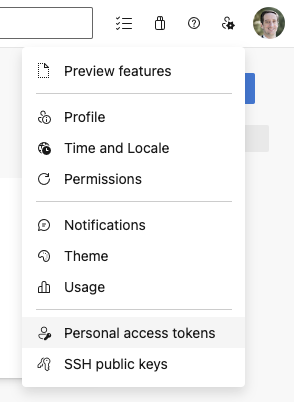 Preview features
Profile
Time and Locale
Permissions
Notifications
Theme
Usage
Personal access tokens
SSH public keys